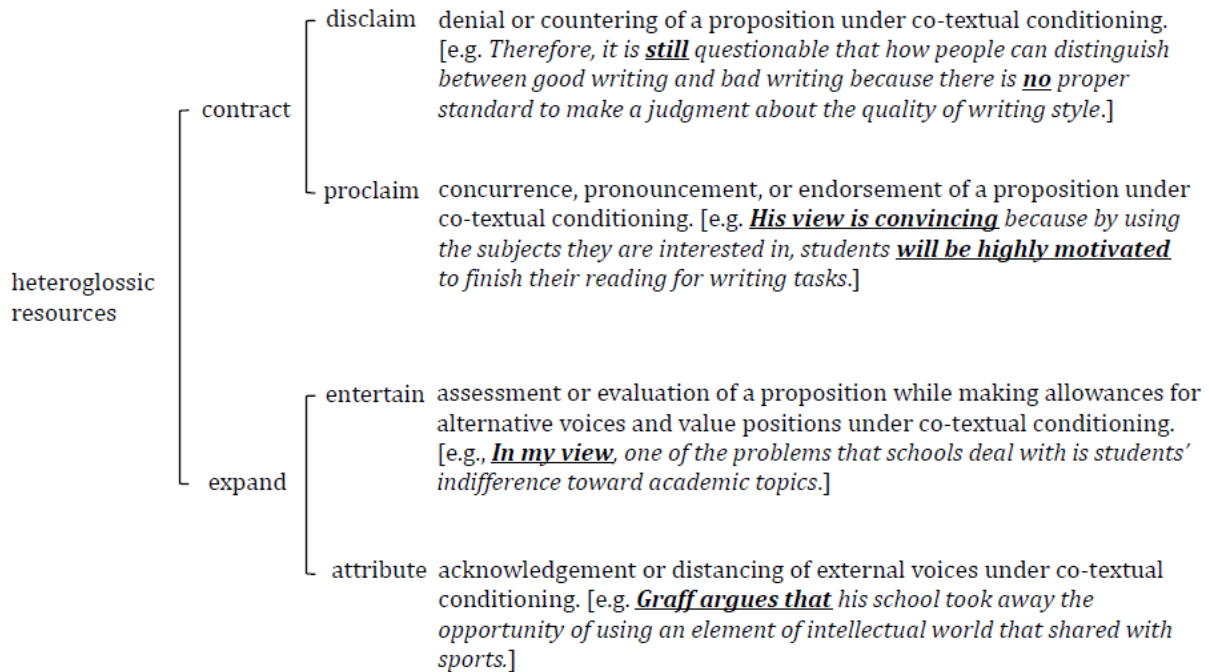 disclaim denial or countering of a proposition under co-textual conditioning.
[e.g. Therefore, it is still questionable that how people can distinguish
between good writing and bad writing because there is no proper
standard to make a judgment about the quality of writing style.]
contract
proclaim concurrence, pronouncement, or endorsement of a proposition under
co-textual conditioning. [e.g. His view is convincing because by using
the subjects they are interested in, students will be highly motivated
to finish their reading for writing tasks.]
heteroglossic
resources
entertain assessment or evaluation of a proposition while making allowances for
alternative voices and value positions under co-textual conditioning.
[e.g., In my view, one of the problems that schools deal with is students’
indifference toward academic topics.]
expand
attribute acknowledgement or distancing of external voices under co-textual
conditioning. [e.g. Graff argues that his school took away the
opportunity of using an element of intellectual world that shared with
sports.]